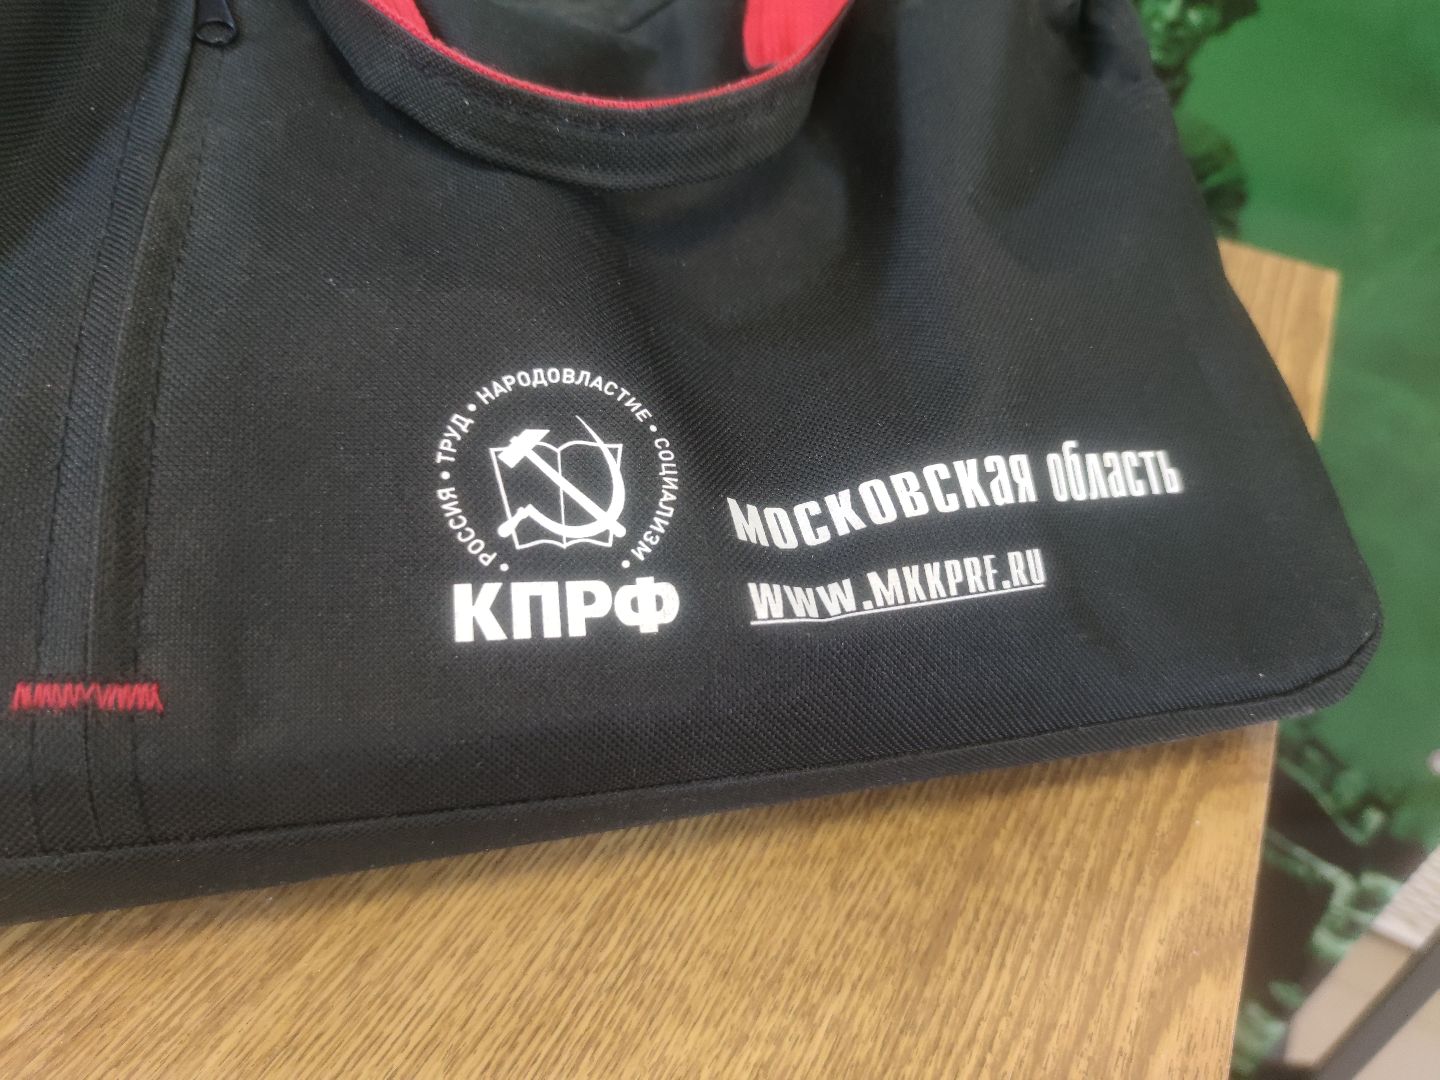 • РОССИЯ • ТРУД • НАРОДОВЛАСТИЕ • СОЦИАЛИЗМ •
КПРФ
Московская область
www.mkkprf.ru